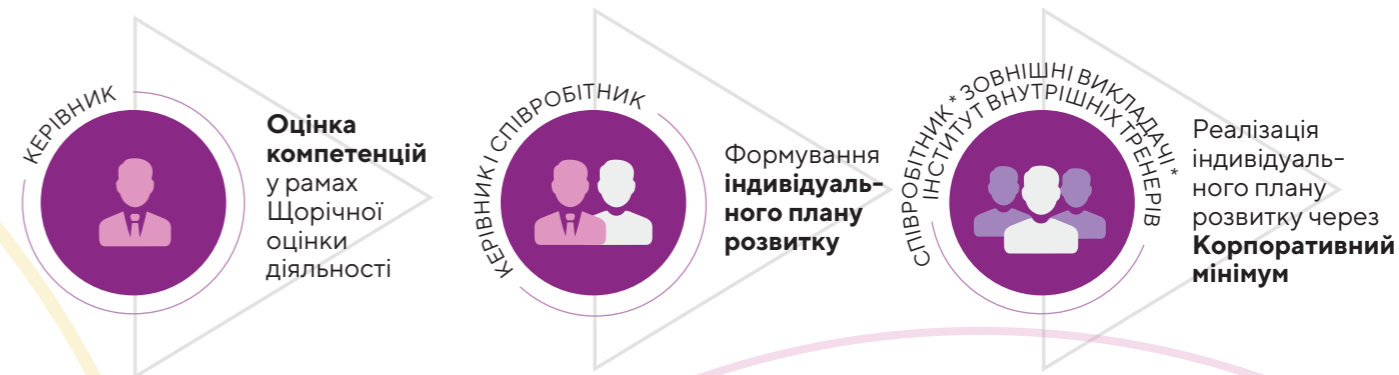 КЕРІВНИК
Оцінка
компетенцій
у рамах
Щорічної
оцінки
діяльності
КЕРІВНИК І СПІВРОБІТНИК
Формування
індивідуаль-
ного плану
розвитку
СПІВРОБІТНИК * ЗОВНІШНІ ВИКЛАДАЧІ *
ІНСТИТУТ ВНУТРІШНІХ ТРЕНЕРІВ
Реалізація
індивідуаль-
ного плану
розвитку через
Корпоративний
мінімум